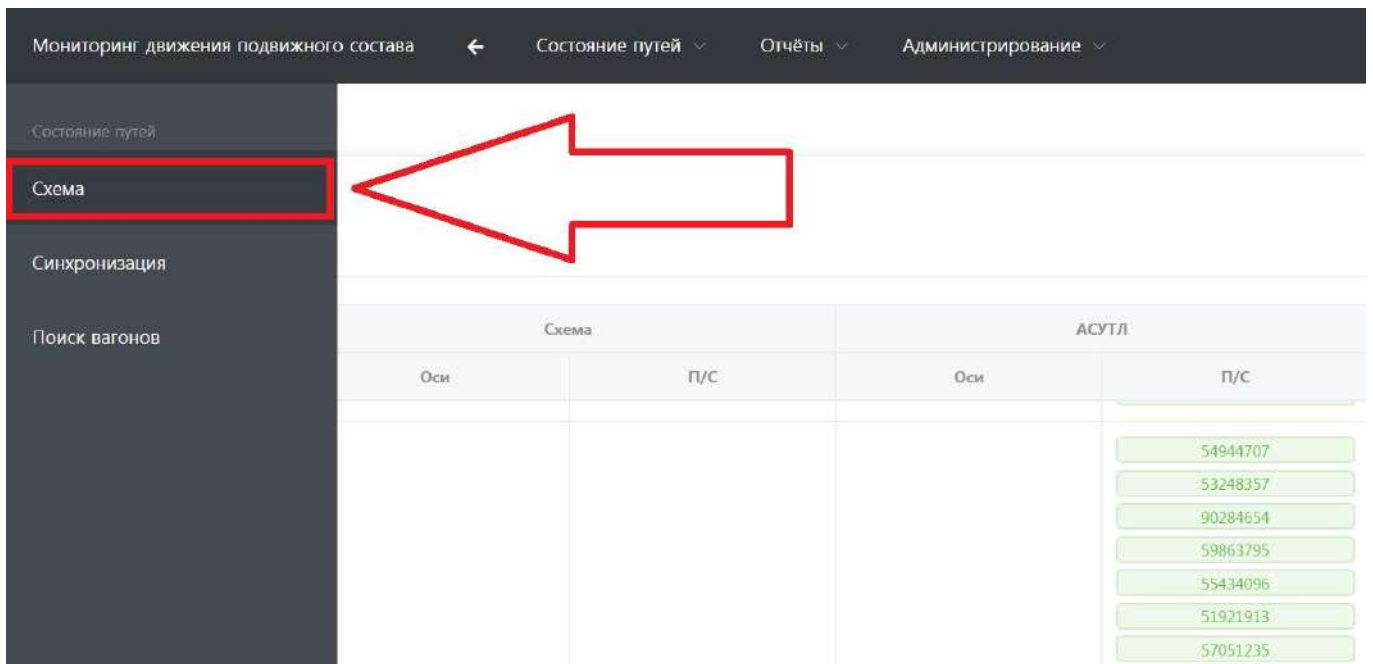 Мониторинг движения подвижного состава Состояние путей Отчёты Администрирование
Состояние путей
Схема
Синхронизация
Поиск вагонов
Схема АСУТЛ
Оси П/С Оси П/С
54944707
53248357
90284654
59863795
55434096
51921913
57051235